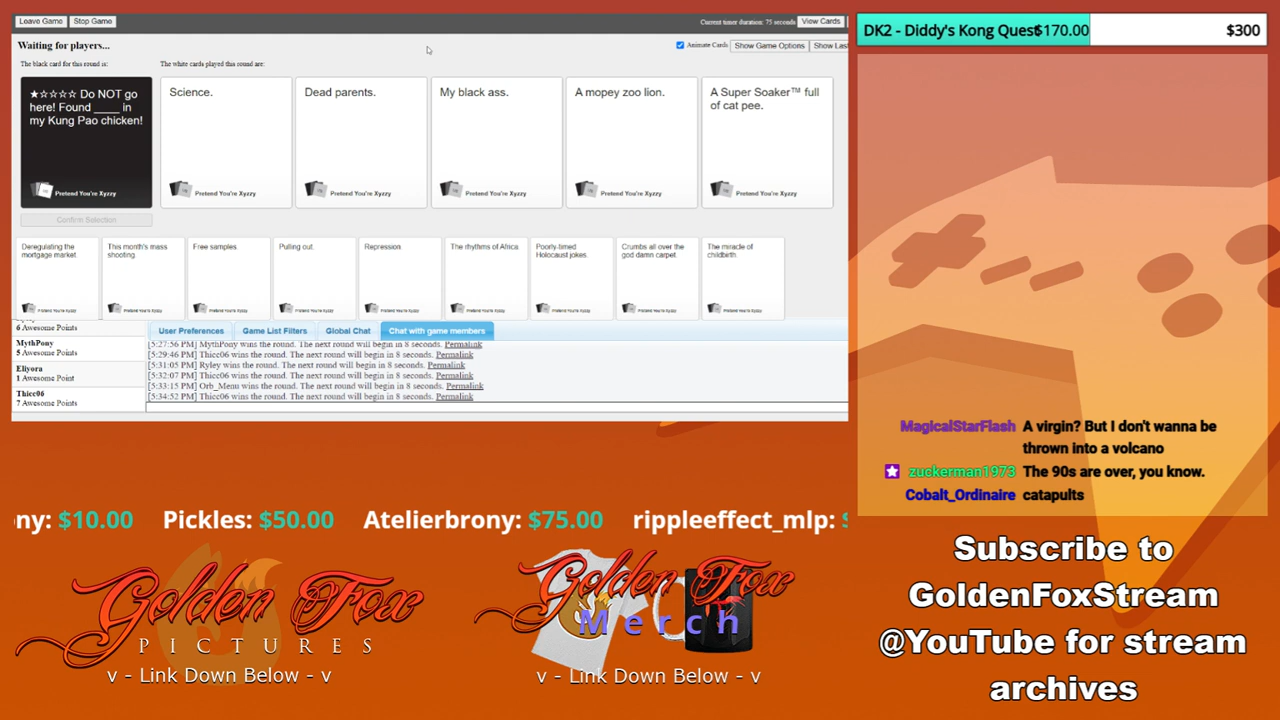 Leave Game
Stop Game
Current timer duration: 75 seconds
View Cards
Waiting for players...
Animate Cards
Show Game Options
Show Last
The black card for this round is:
The white cards played this round are:
★☆☆☆☆ Do NOT go
here! Found ____ in
my Kung Pao chicken!
Pretend You're Xyzzy
Science.
Pretend You're Xyzzy
Dead parents.
Pretend You're Xyzzy
My black ass.
Pretend You're Xyzzy
A mopey zoo lion.
Pretend You're Xyzzy
A Super Soaker™ full
of cat pee.
Pretend You're Xyzzy
Confirm Selection
Deregulating the
mortgage market
This month's mass
shooting.
Free samples
Pulling out.
Repression
The rhythms of Africa
Poorly-timed
Holocaust jokes.
Crumbs all over the
god damn carpet
The miracle of
childbirth.
6 Awesome Points
MythPony
5 Awesome Points
Eliyora
1 Awesome Point
Thicc06
7 Awesome Points
User Preferences
Game List Filters
Global Chat
Chat with game members
[5:27:56 PM] MythPony wins the round. The next round will begin in 8 seconds. Permalink
[5:29:46 PM] Thicc06 wins the round. The next round will begin in 8 seconds. Permalink
[5:31:05 PM] Ryley wins the round. The next round will begin in 8 seconds. Permalink
[5:32:07 PM] Thicc06 wins the round. The next round will begin in 8 seconds. Permalink
[5:33:15 PM] Orb_Menu wins the round. The next round will begin in 8 seconds. Permalink
[5:34:52 PM] Thicc06 wins the round. The next round will begin in 8 seconds. Permalink
DK2 - Diddy's Kong Quest $170.00
$300
MagicalStarFlash A virgin? But I don't wanna be
thrown into a volcano
zuckerman1973 The 90s are over, you know.
Cobalt_Ordinaire catapults
ny: $10.00 Pickles: $50.00 Atelierbrony: $75.00 rippleeffect_mlp: $
Golden Fox
PICTURES
v - Link Down Below - v
Golden Fox
Merch
v - Link Down Below - v
Subscribe to
GoldenFoxStream
@YouTube for stream
archives